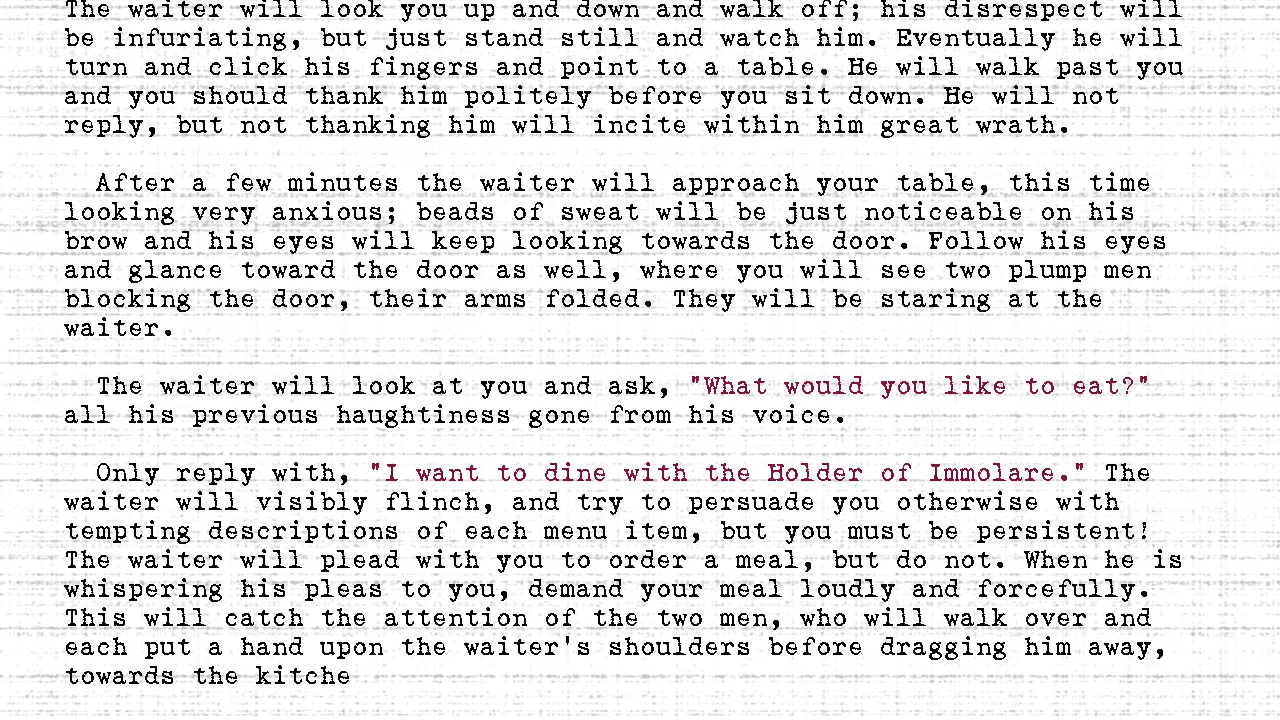 The waiter will look you up and down and walk off; his disrespect will
be infuriating, but just stand still and watch him. Eventually he will
turn and click his fingers and point to a table. He will walk past you
and you should thank him politely before you sit down. He will not
reply, but not thanking him will incite within him great wrath.
After a few minutes the waiter will approach your table, this time
looking very anxious; beads of sweat will be just noticeable on his
brow and his eyes will keep looking towards the door. Follow his eyes
and glance toward the door as well, where you will see two plump men
blocking the door, their arms folded. They will be staring at the
waiter.
The waiter will look at you and ask, "What would you like to eat?"
all his previous haughtiness gone from his voice.
Only reply with, "I want to dine with the Holder of Immolare." The
waiter will visibly flinch, and try to persuade you otherwise with
tempting descriptions of each menu item, but you must be persistent!
The waiter will plead with you to order a meal, but do not. When he is
whispering his pleas to you, demand your meal loudly and forcefully.
This will catch the attention of the two men, who will walk over and
each put a hand upon the waiter's shoulders before dragging him away,
towards the kitche